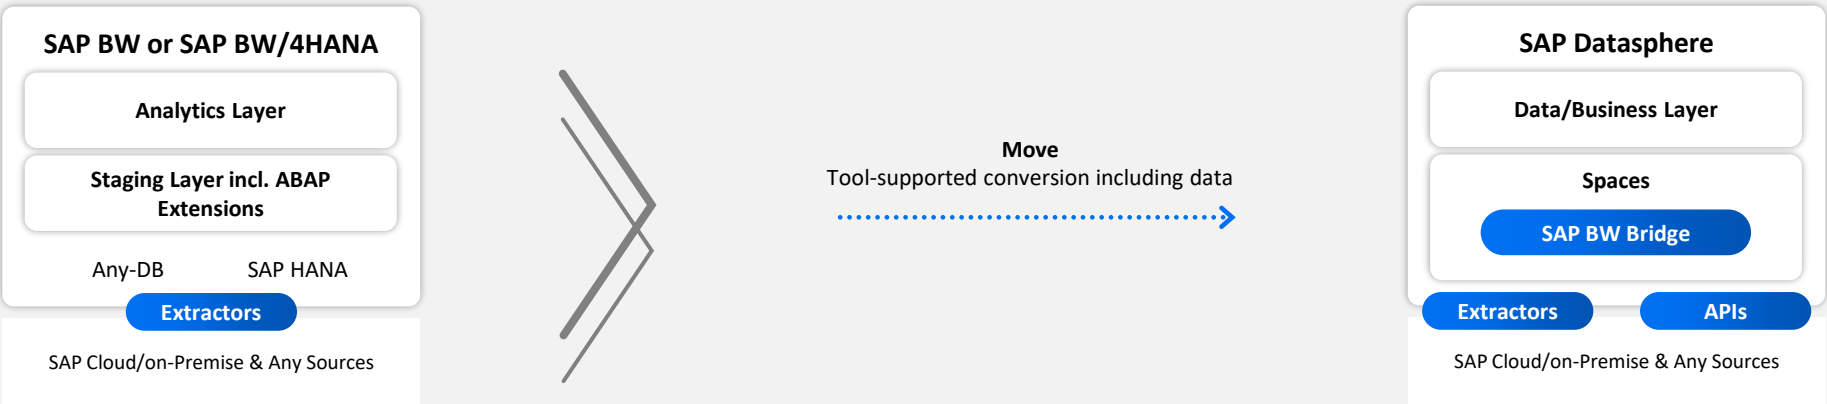 SAP BW or SAP BW/4HANA
Analytics Layer
Staging Layer incl. ABAP
Extensions
Any-DB
SAP HANA
Extractors
SAP Cloud/on-Premise & Any Sources
Move
Tool-supported conversion including data
SAP Datasphere
Data/Business Layer
Spaces
SAP BW Bridge
Extractors
APIs
SAP Cloud/on-Premise & Any Sources